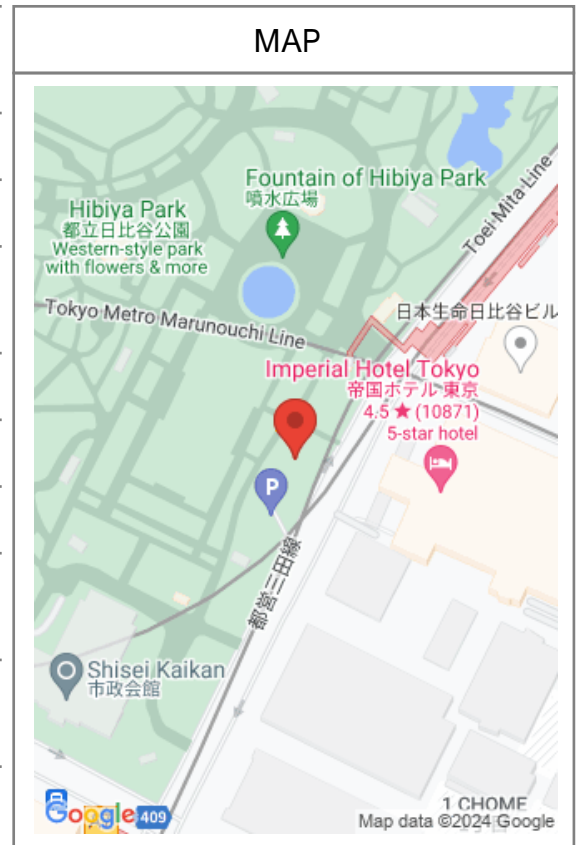 MAP
Fountain of Hibiya Park
噴水広場
Hibiya Park
都立日比谷公園
Western-style park
with flowers & more
Toei Mita Line
Tokyo Metro Marunouchi Line
日本生命日比谷ビル
Imperial Hotel Tokyo
帝国ホテル 東京
4.5 ★ (10871)
5-star hotel
P
都営三田線
Shisei Kaikan
市政会館
Google
409
1 CHOME
Map data ©2024 Google